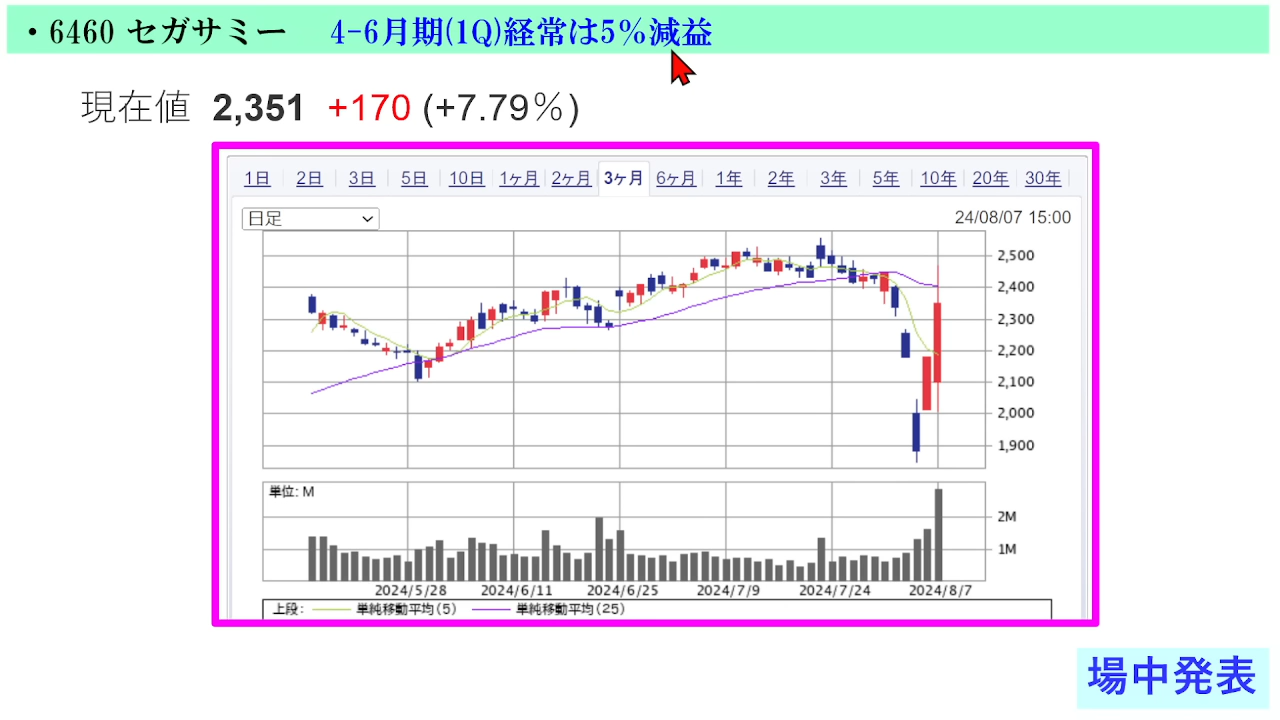 ・6460 セガサミー　4-6月期(1Q)経常は5%減益
現在値 2,351 +170 (+7.79%)
1日 2日 3日 5日 10日 1ヶ月 2ヶ月 3ヶ月 6ヶ月 1年 2年 3年 5年 10年 20年 30年
日足 24/08/07 15:00
2,500
2,400
2,300
2,200
2,100
2,000
1,900
単位: M
2M
1M
2024/5/28 2024/6/11 2024/6/25 2024/7/9 2024/7/24 2024/8/7
上段: 単純移動平均(5) 単純移動平均(25)
場中発表